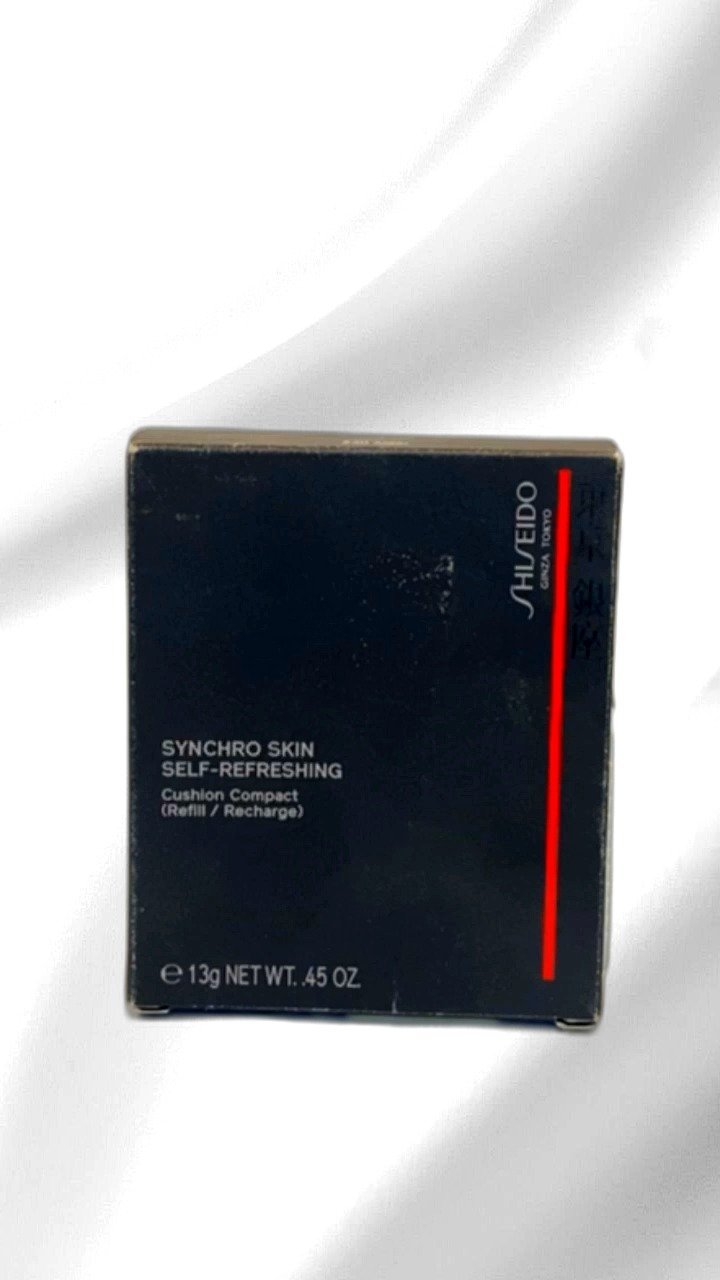 SHISEIDO
GINZA TOKYO
SYNCHRO SKIN
SELF-REFRESHING
Cushion Compact
(Refill / Recharge)
℮ 13g NET WT. .45 OZ.